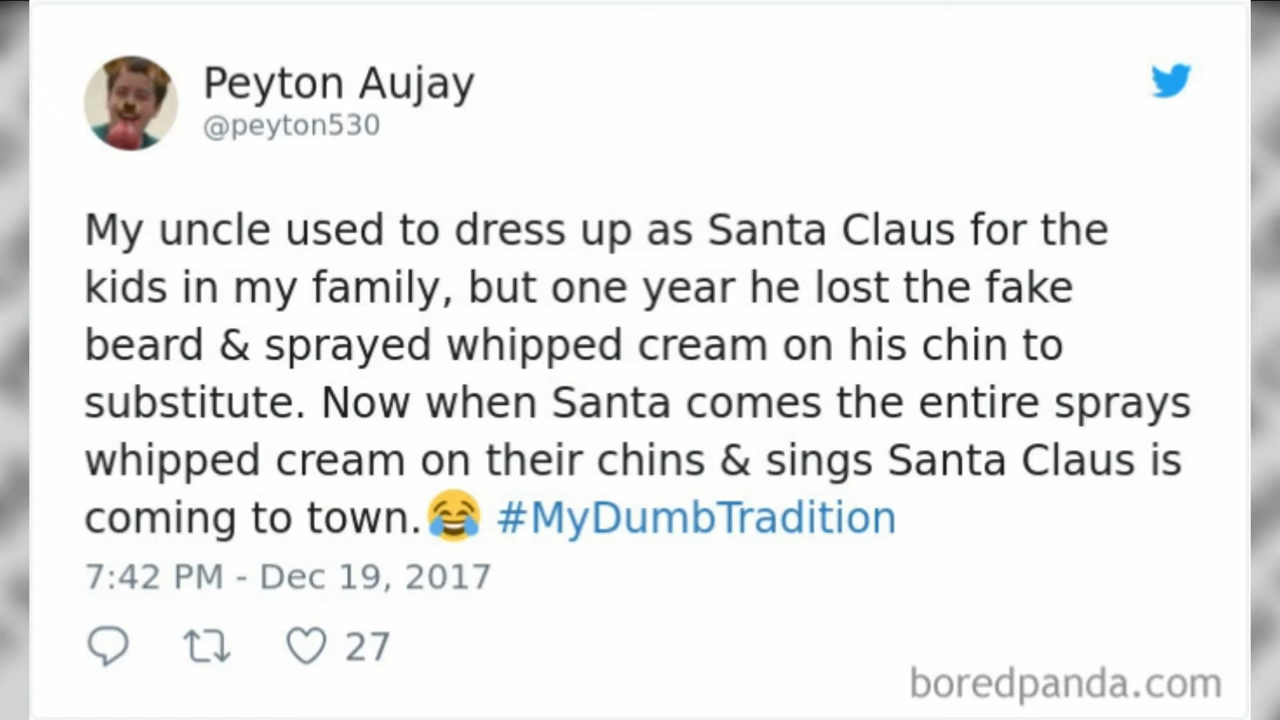 Peyton Aujay
@peyton530
My uncle used to dress up as Santa Claus for the
kids in my family, but one year he lost the fake
beard & sprayed whipped cream on his chin to
substitute. Now when Santa comes the entire sprays
whipped cream on their chins & sings Santa Claus is
coming to town.😂 #MyDumbTradition
7:42 PM - Dec 19, 2017
27
boredpanda.com